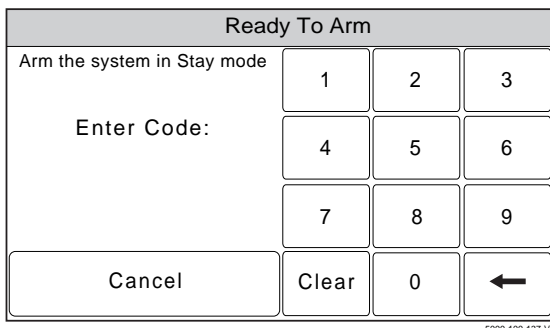 Ready To Arm
Arm the system in Stay mode
Enter Code:
1 2 3
4 5 6
7 8 9
Cancel Clear 0 ←